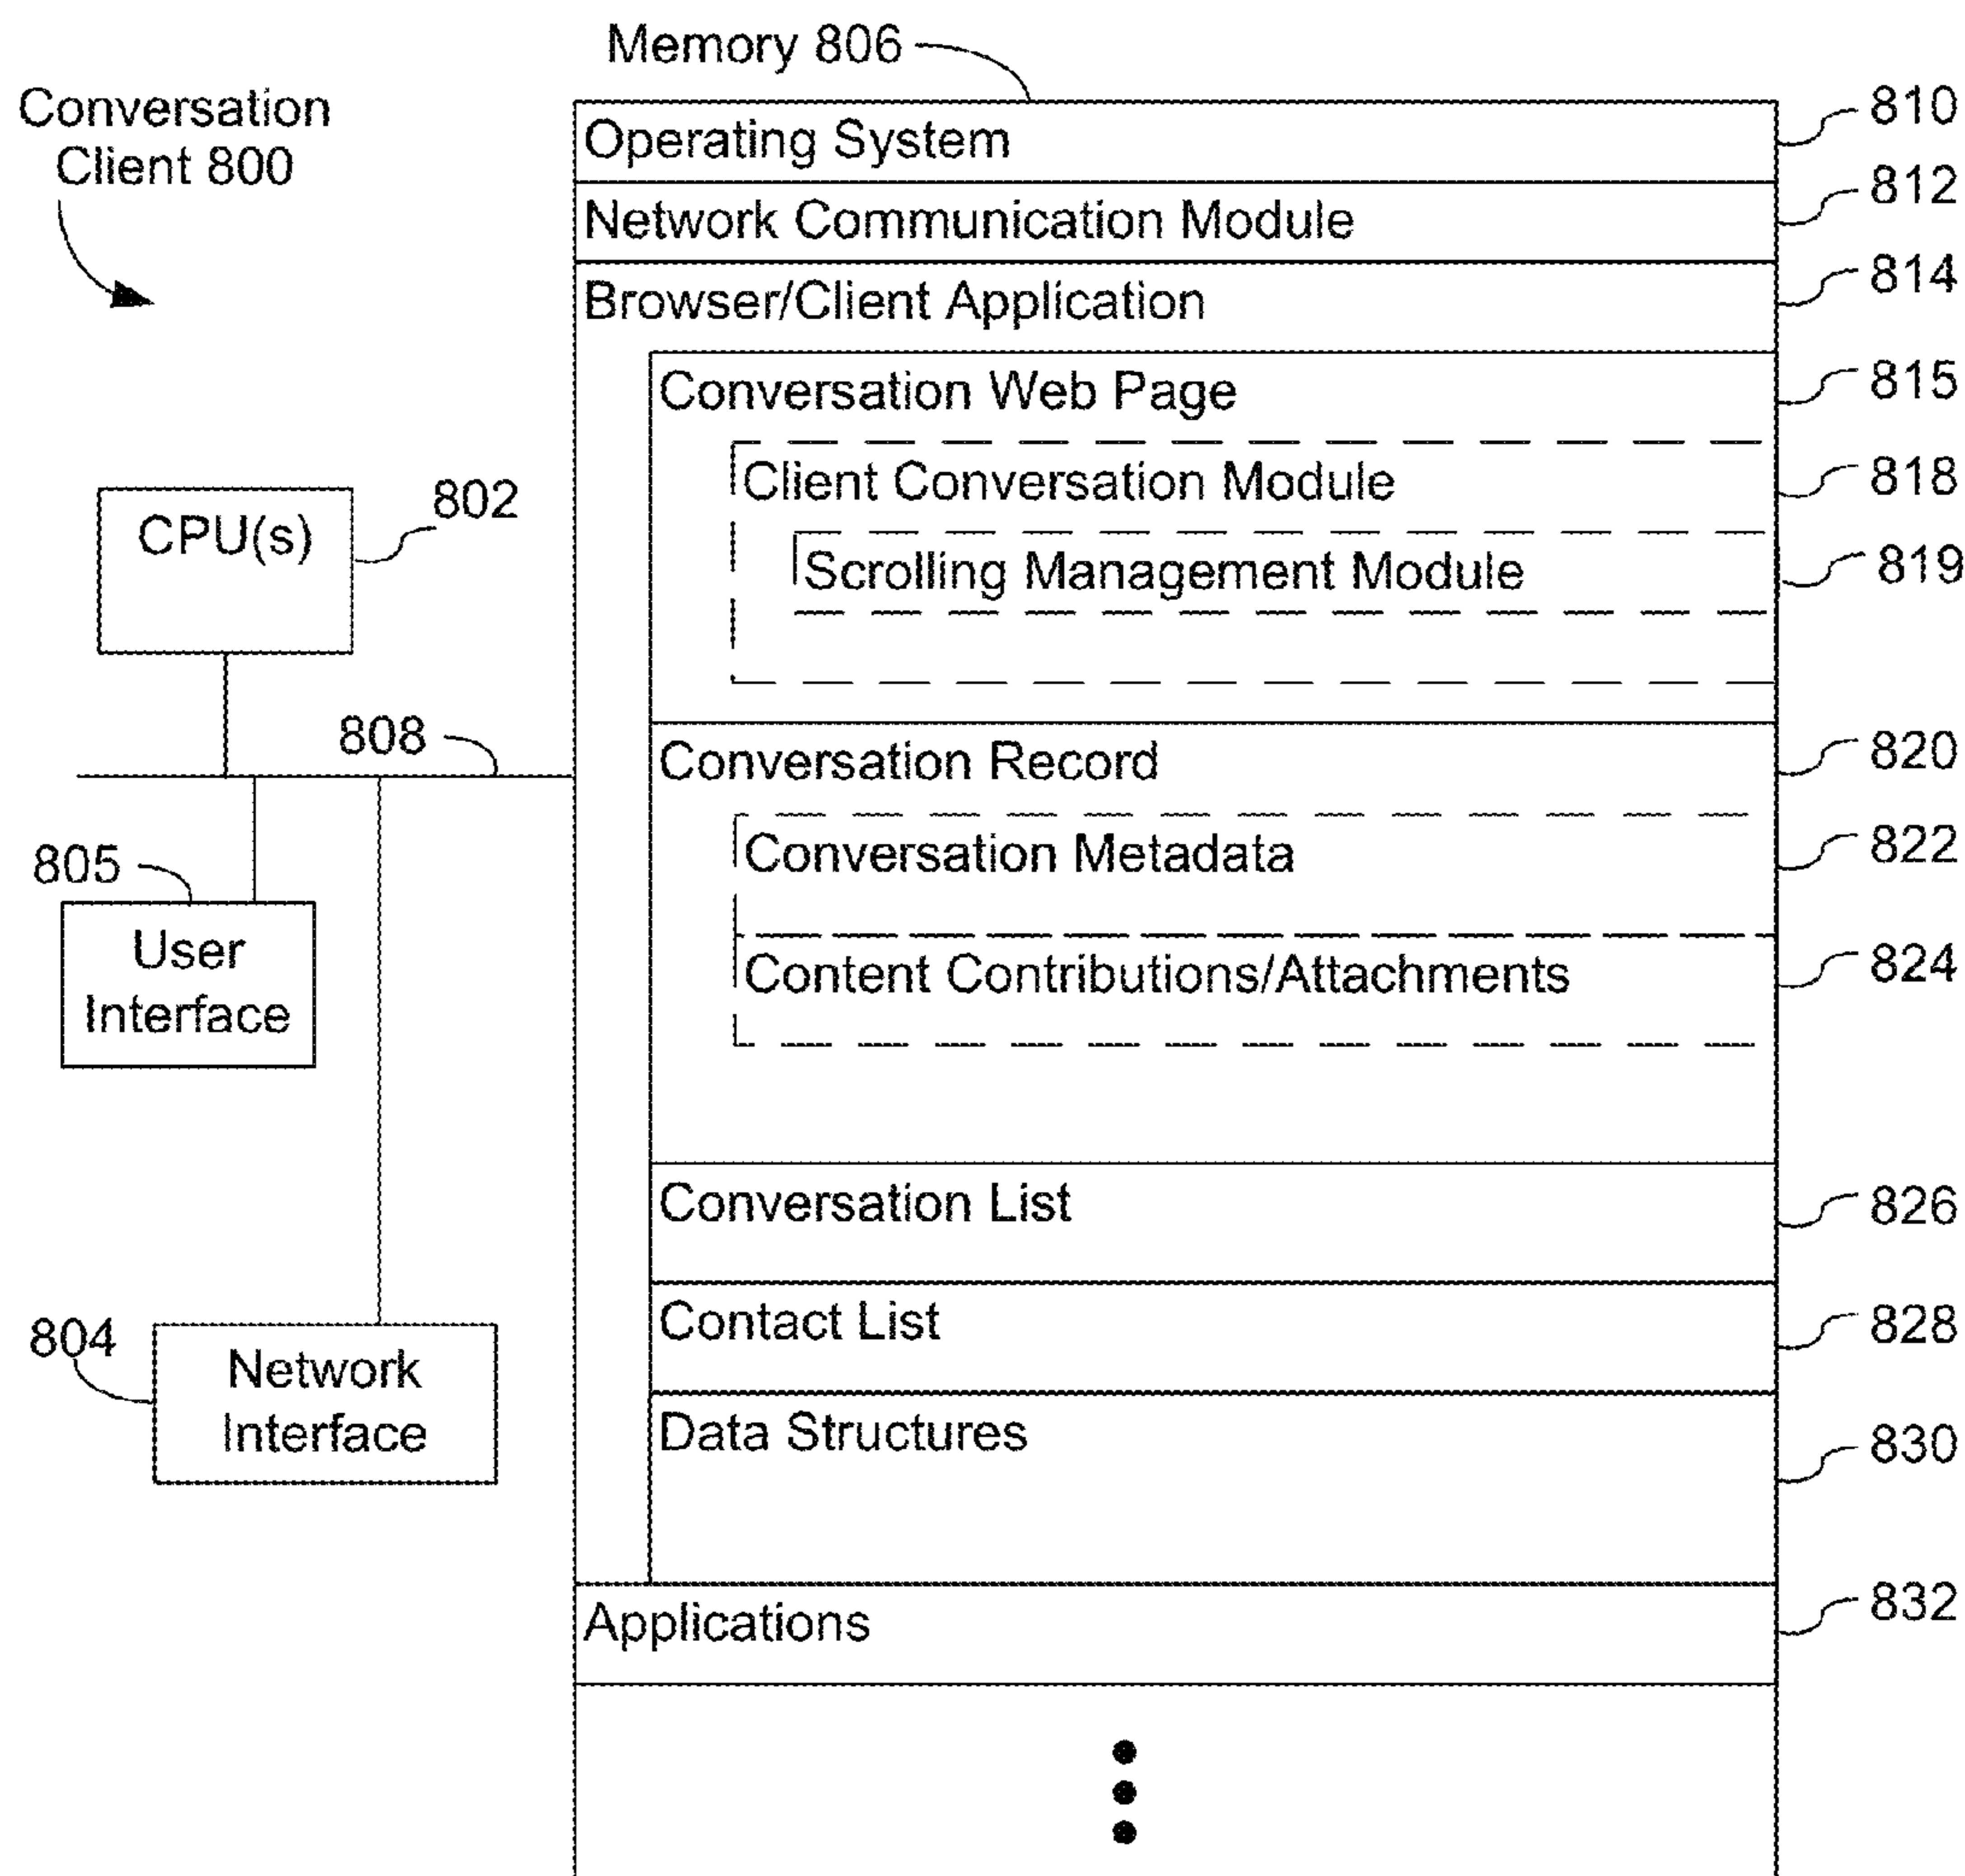 Memory 806
Conversation
Client 800
Operating System
810
Network Communication Module
812
Browser/Client Application
814
Conversation Web Page
815
Client Conversation Module
818
Scrolling Management Module
819
CPU(s)
802
808
Conversation Record
820
Conversation Metadata
822
805
User
Interface
Content Contributions/Attachments
824
Conversation List
826
Contact List
828
804
Network
Interface
Data Structures
830
Applications
832